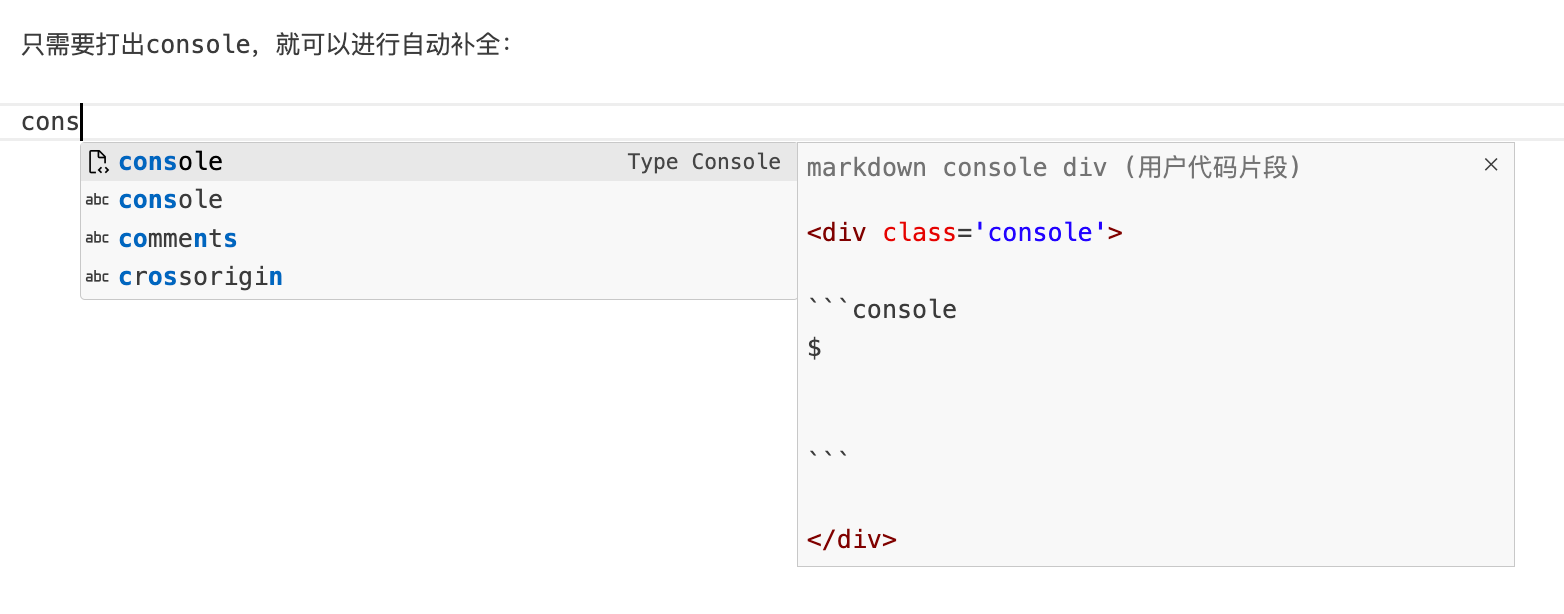 只需要打出console，就可以进行自动补全：
cons
console Type Console
abc console
abc comments
abc crossorigin
markdown console div (用户代码片段)
<div class='console'>
```console
$
```
</div>